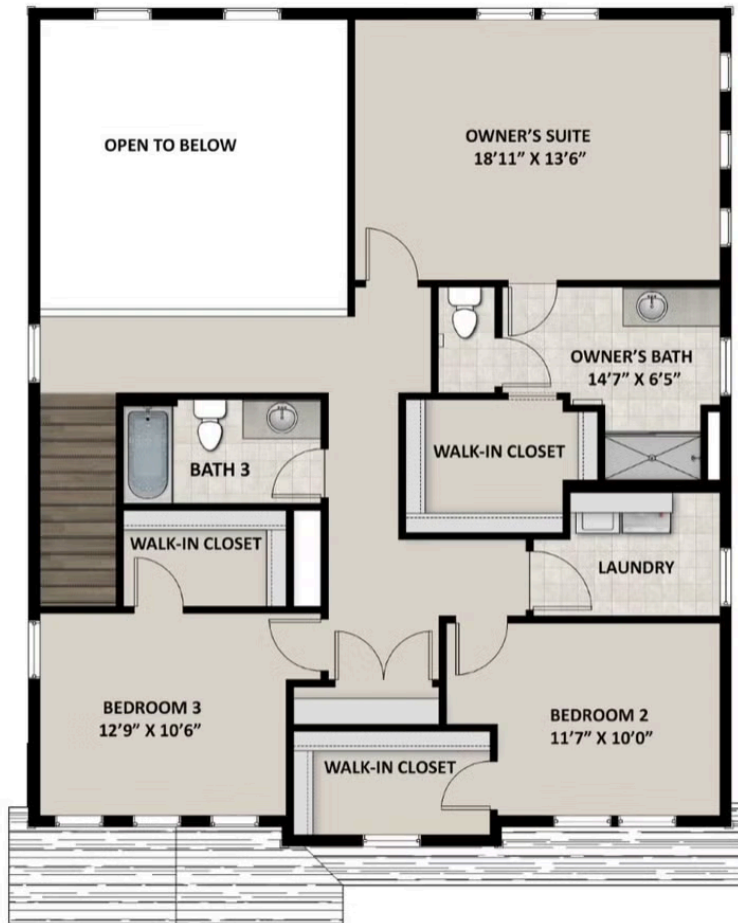 OPEN TO BELOW
OWNER’S SUITE
18’11” X 13’6”
OWNER’S BATH
14’7” X 6’5”
WALK-IN CLOSET
BATH 3
WALK-IN CLOSET
LAUNDRY
BEDROOM 3
12’9” X 10’6”
BEDROOM 2
11’7” X 10’0”
WALK-IN CLOSET